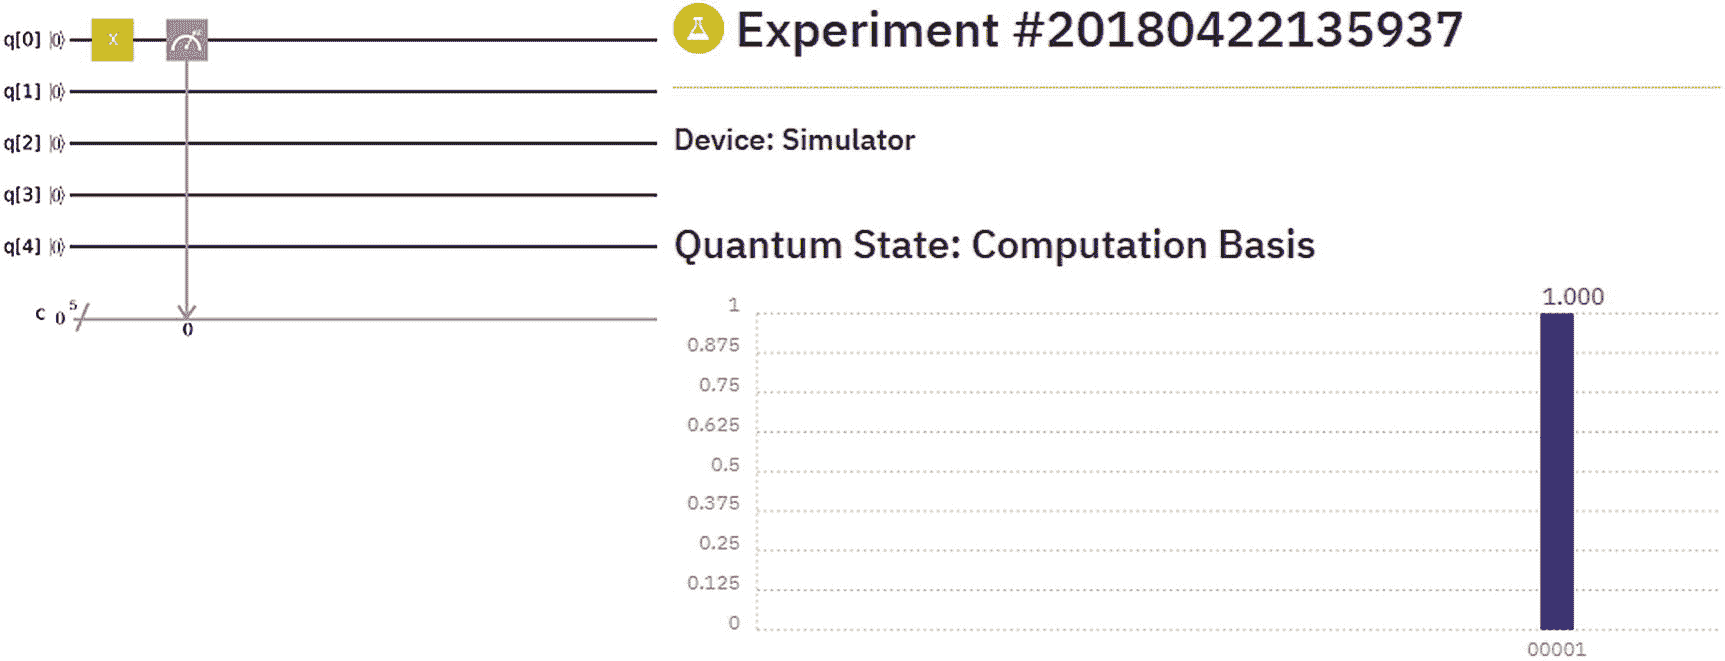 q[0] |0⟩ X
q[1] |0⟩
q[2] |0⟩
q[3] |0⟩
q[4] |0⟩
c 0 5
0
Experiment #20180422135937
Device: Simulator
Quantum State: Computation Basis
1.000
1
0.875
0.75
0.625
0.5
0.375
0.25
0.125
0
00001